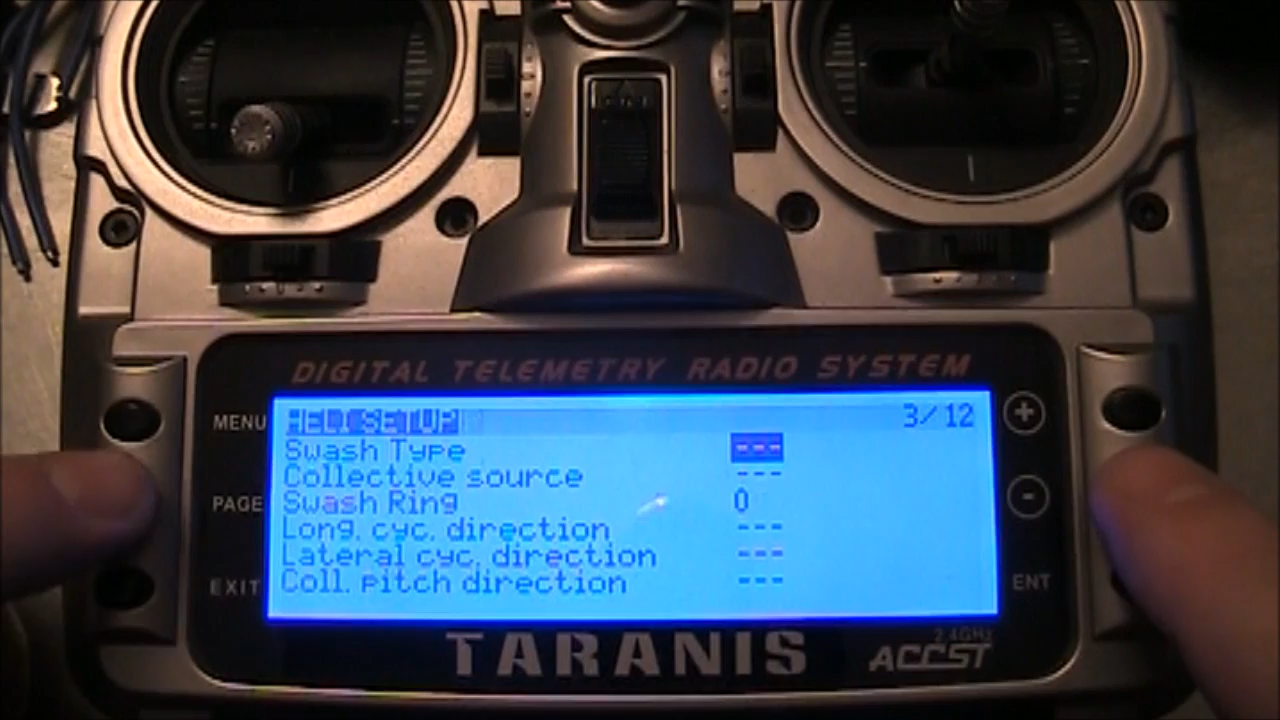 DIGITAL TELEMETRY RADIO SYSTEM
MENU
PAGE
EXIT
HELI SETUP 3/12
Swash Type ---
Collective source ---
Swash Ring 0
Long. cyc. direction ---
Lateral cyc. direction ---
Coll. pitch direction ---
+
-
ENT
TARANIS
2.4GHz
ACCST